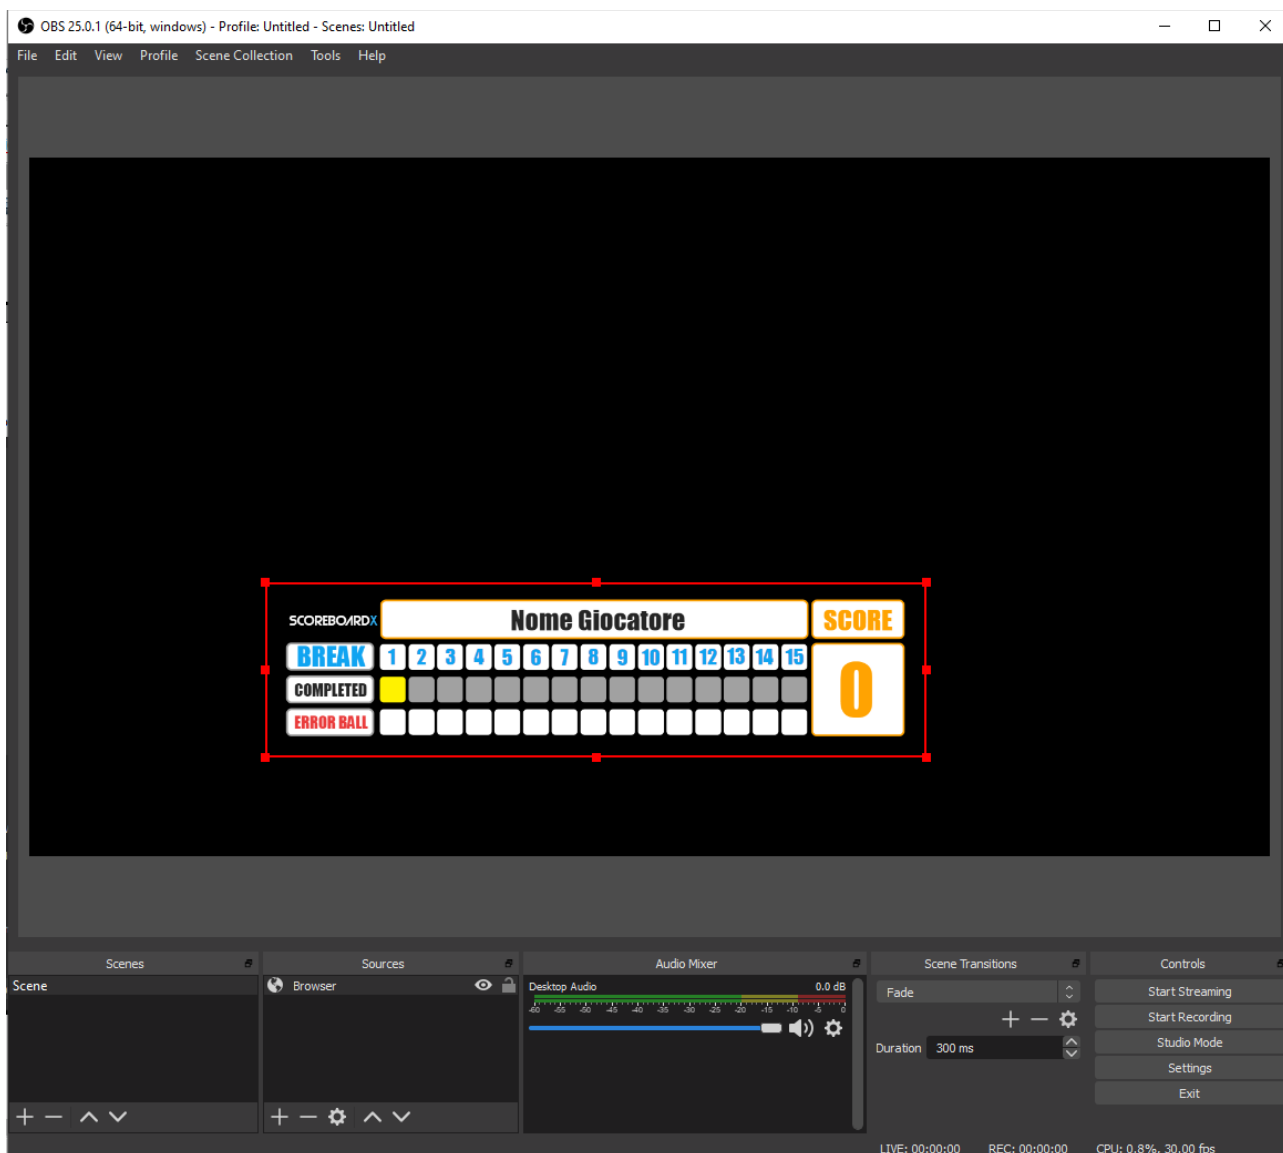 OBS 25.0.1 (64-bit, windows) - Profile: Untitled - Scenes: Untitled
File Edit View Profile Scene Collection Tools Help
SCOREBOARDX Nome Giocatore SCORE
BREAK 1 2 3 4 5 6 7 8 9 10 11 12 13 14 15
0
COMPLETED
ERROR BALL
Scenes Sources Audio Mixer Scene Transitions Controls
Scene Browser Desktop Audio 0.0 dB Fade Start Streaming
-60 -55 -50 -45 -40 -35 -30 -25 -20 -15 -10 -5 0
Start Recording
Duration 300 ms Studio Mode
Settings
Exit
LIVE: 00:00:00 REC: 00:00:00 CPU: 0.8%, 30.00 fps